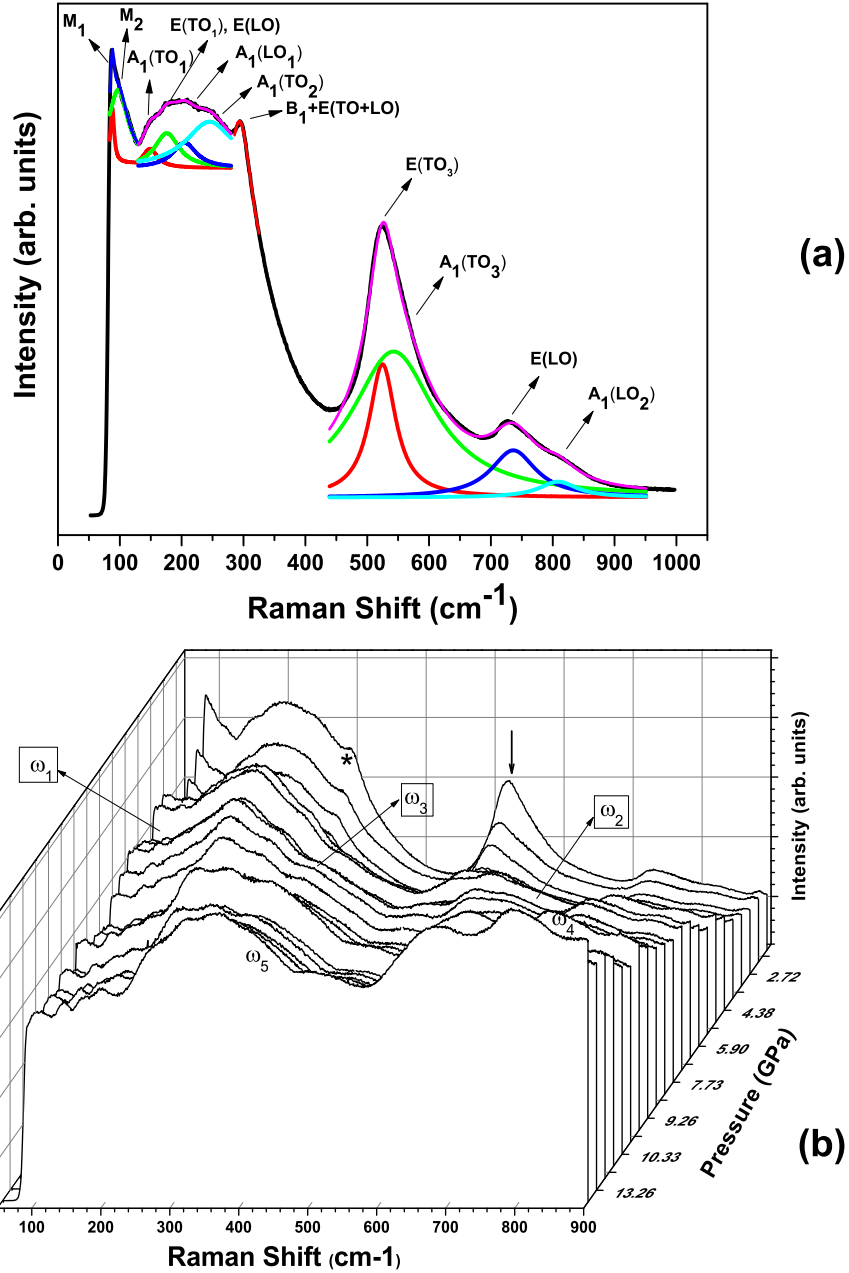 M1
M2
E(TO1), E(LO)
A1(TO1)
A1(LO1)
A1(TO2)
B1+E(TO+LO)
E(TO3)
A1(TO3)
E(LO)
A1(LO2)
(a)
Intensity (arb. units)
0 100 200 300 400 500 600 700 800 900 1000
Raman Shift (cm-1)
*
ω1
ω3
ω2
ω4
ω5
Intensity (arb. units)
2.72
4.38
5.90
7.73
9.26
10.33
13.26
Pressure (GPa)
(b)
100 200 300 400 500 600 700 800 900
Raman Shift (cm-1)